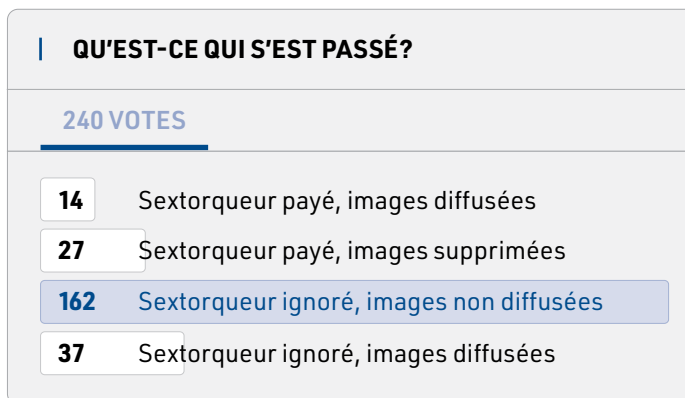 QU'EST-CE QUI S'EST PASSÉ?
240 VOTES
14 Sextorqueur payé, images diffusées
27 Sextorqueur payé, images supprimées
162 Sextorqueur ignoré, images non diffusées
37 Sextorqueur ignoré, images diffusées